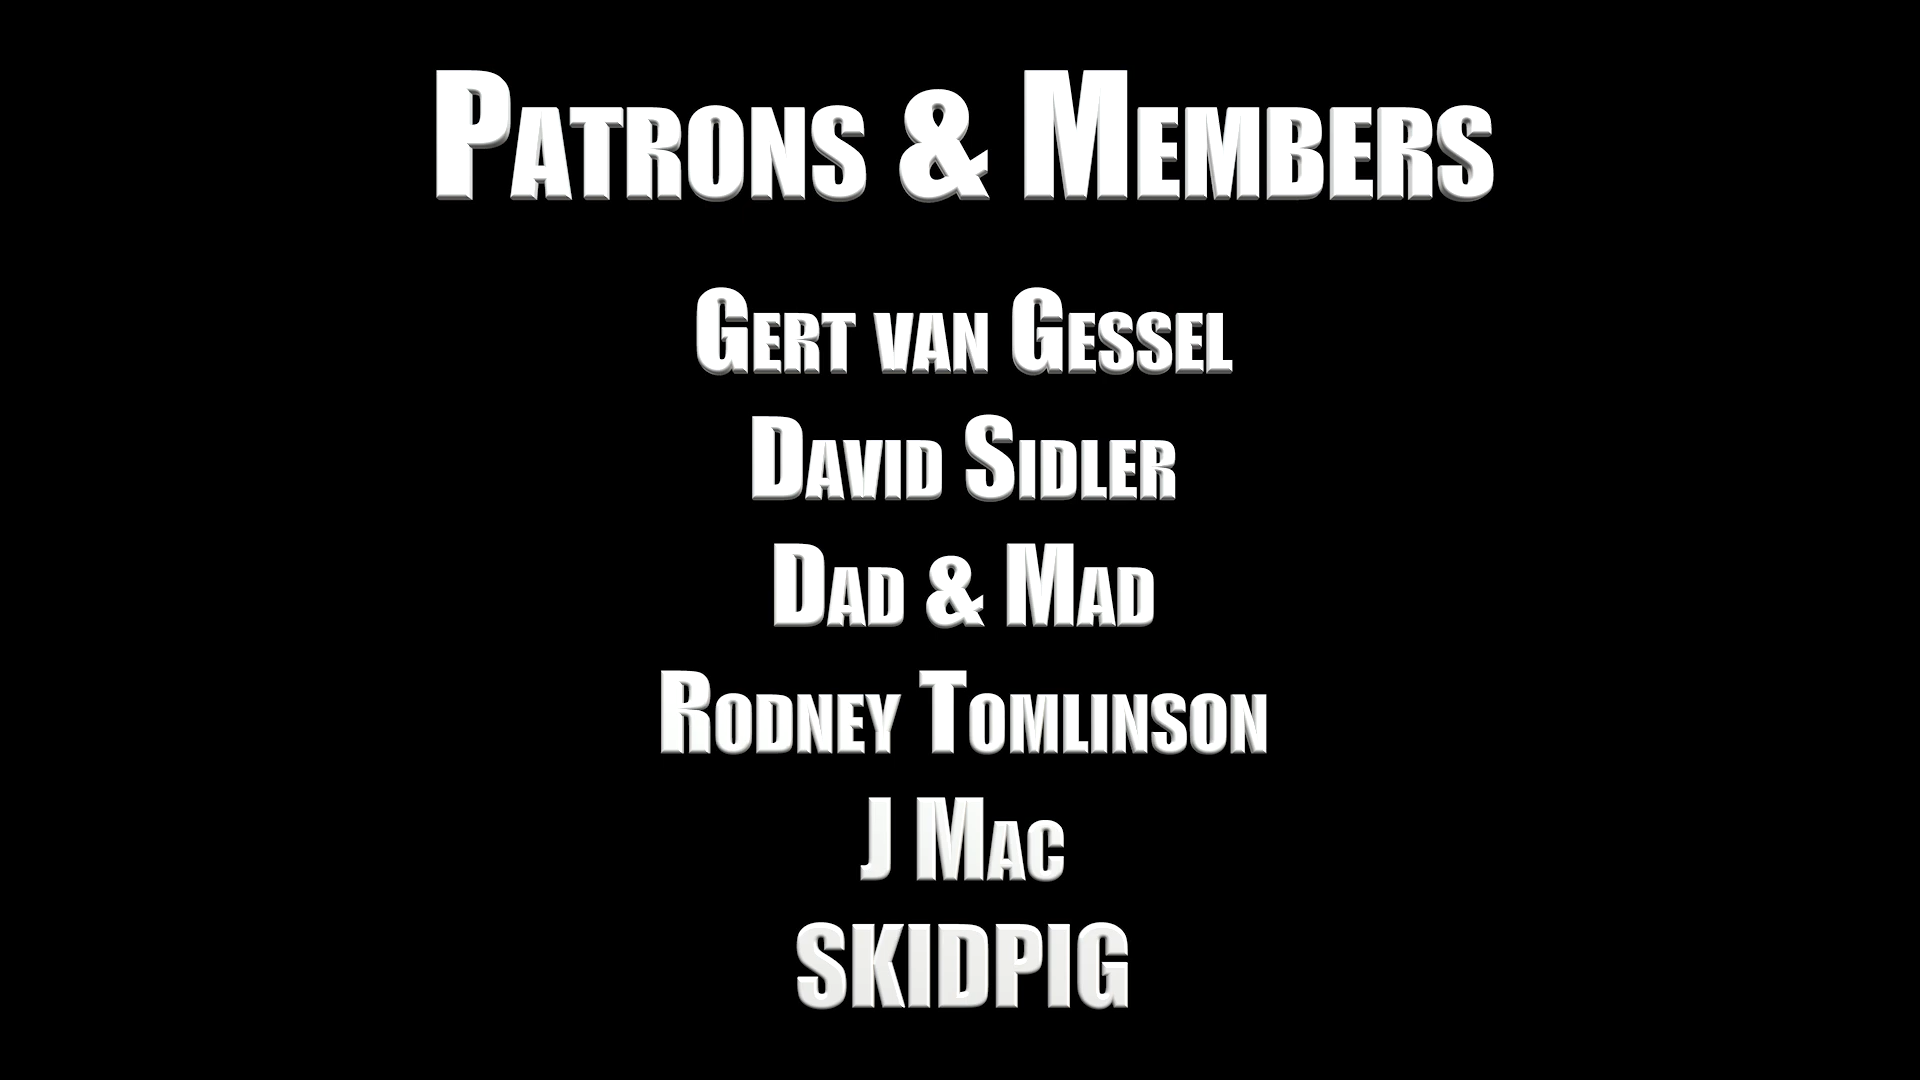 Patrons & Members
Gert van Gessel
David Sidler
Dad & Mad
Rodney Tomlinson
J Mac
SKIDPIG